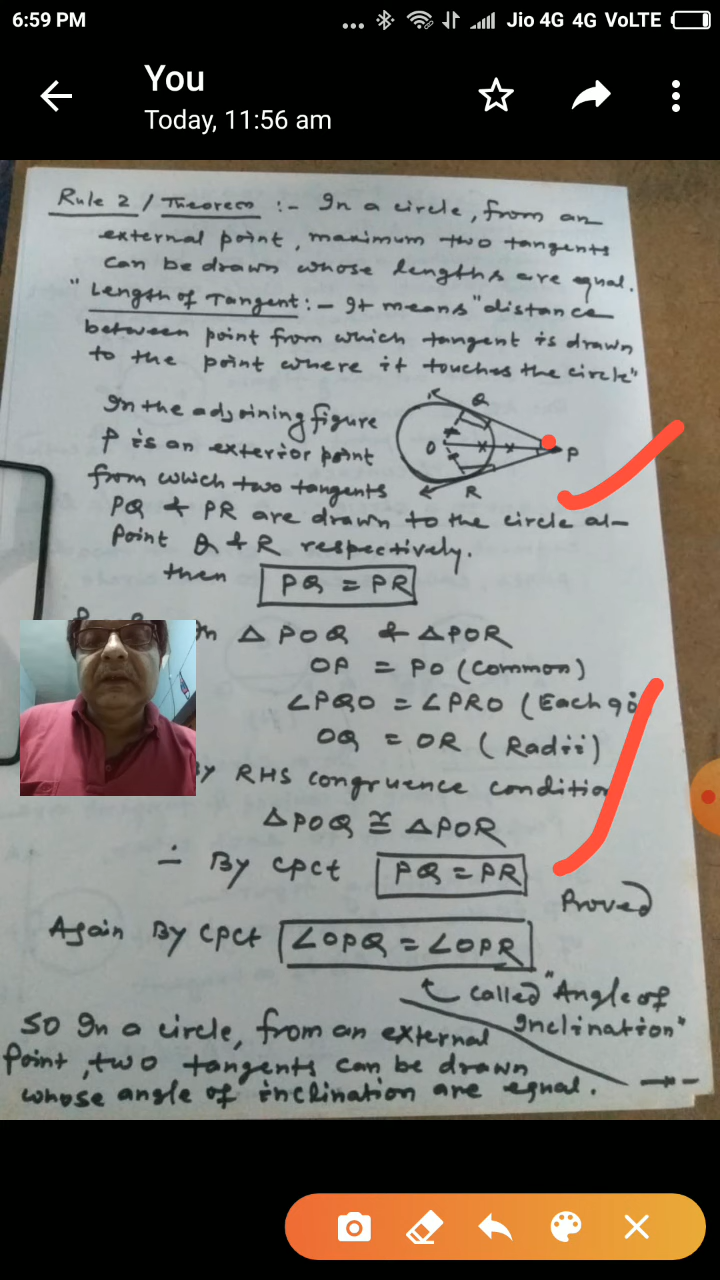 6:59 PM ... Jio 4G 4G VoLTE
You
Today, 11:56 am
Rule 2 / Theorem :- In a circle, from an
external point, maximum two tangents
can be drawn whose lengths are equal.
"Length of Tangent :- It means "distance
between point from which tangent is drawn
to the point where it touches the circle"
In the adjoining figure
P is an exterior point
from which two tangents
Q
O
P
R
PQ & PR are drawn to the circle at
Point Q & R respectively.
then PQ = PR
In △ POQ & △POR
OP = PO (Common)
∠PQO = ∠PRO (Each 90
OQ = OR (Radii)
By RHS congruence condition
△POQ ≅ △POR
∴ By CPCT PQ = PR
Proved
Again By CPCT ∠OPQ = ∠OPR
called "Angle of
Inclination"
So In a circle, from an external
Point, two tangents can be drawn
whose angle of inclination are equal.